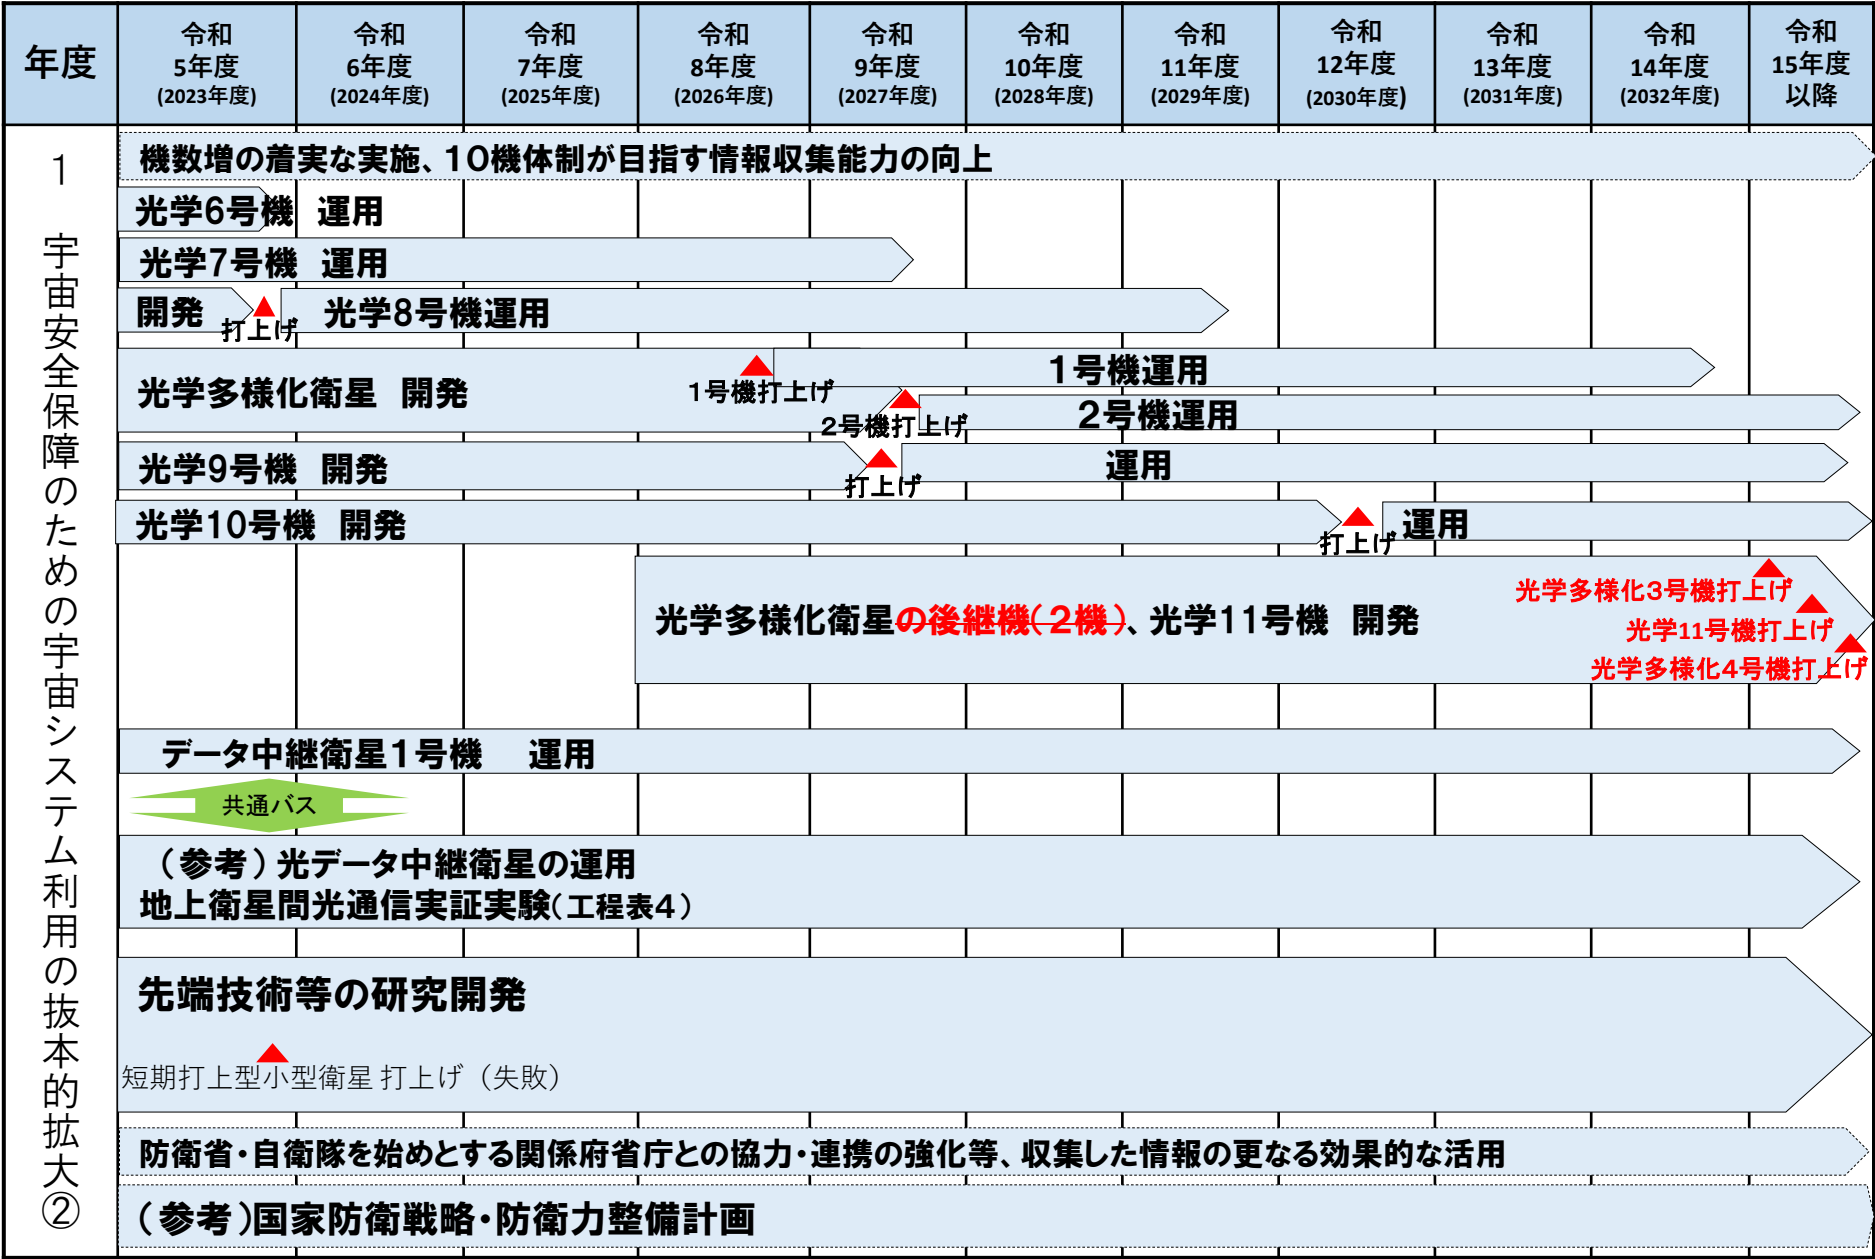 年度
令和
5年度
(2023年度)
令和
6年度
(2024年度)
令和
7年度
(2025年度)
令和
8年度
(2026年度)
令和
9年度
(2027年度)
令和
10年度
(2028年度)
令和
11年度
(2029年度)
令和
12年度
(2030年度)
令和
13年度
(2031年度)
令和
14年度
(2032年度)
令和
15年度
以降
1 宇宙安全保障のための宇宙システム利用の抜本的拡大②
機数増の着実な実施、10機体制が目指す情報収集能力の向上
光学6号機 運用
光学7号機 運用
開発
打上げ
光学8号機運用
光学多様化衛星 開発
1号機打上げ
1号機運用
2号機打上げ
2号機運用
光学9号機 開発
打上げ
運用
光学10号機 開発
打上げ
運用
光学多様化衛星の後継機(2機)、光学11号機 開発
光学多様化3号機打上げ
光学11号機打上げ
光学多様化4号機打上げ
データ中継衛星1号機 運用
共通バス
(参考)光データ中継衛星の運用
地上衛星間光通信実証実験(工程表4)
先端技術等の研究開発
短期打上型小型衛星 打上げ(失敗)
防衛省・自衛隊を始めとする関係府省庁との協力・連携の強化等、収集した情報の更なる効果的な活用
(参考)国家防衛戦略・防衛力整備計画